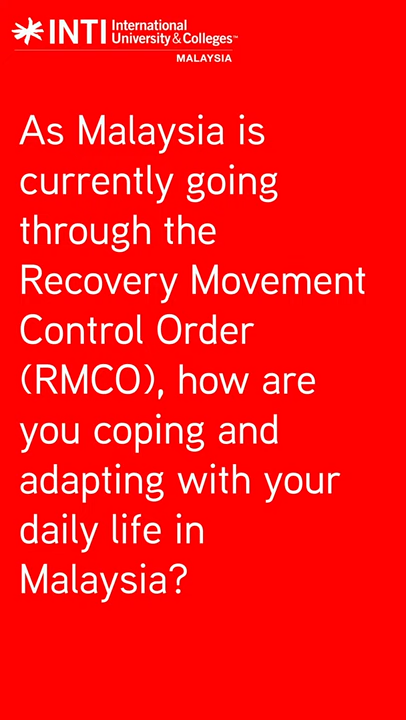 INTI International
University & Colleges™
MALAYSIA
As Malaysia is
currently going
through the
Recovery Movement
Control Order
(RMCO), how are
you coping and
adapting with your
daily life in
Malaysia?